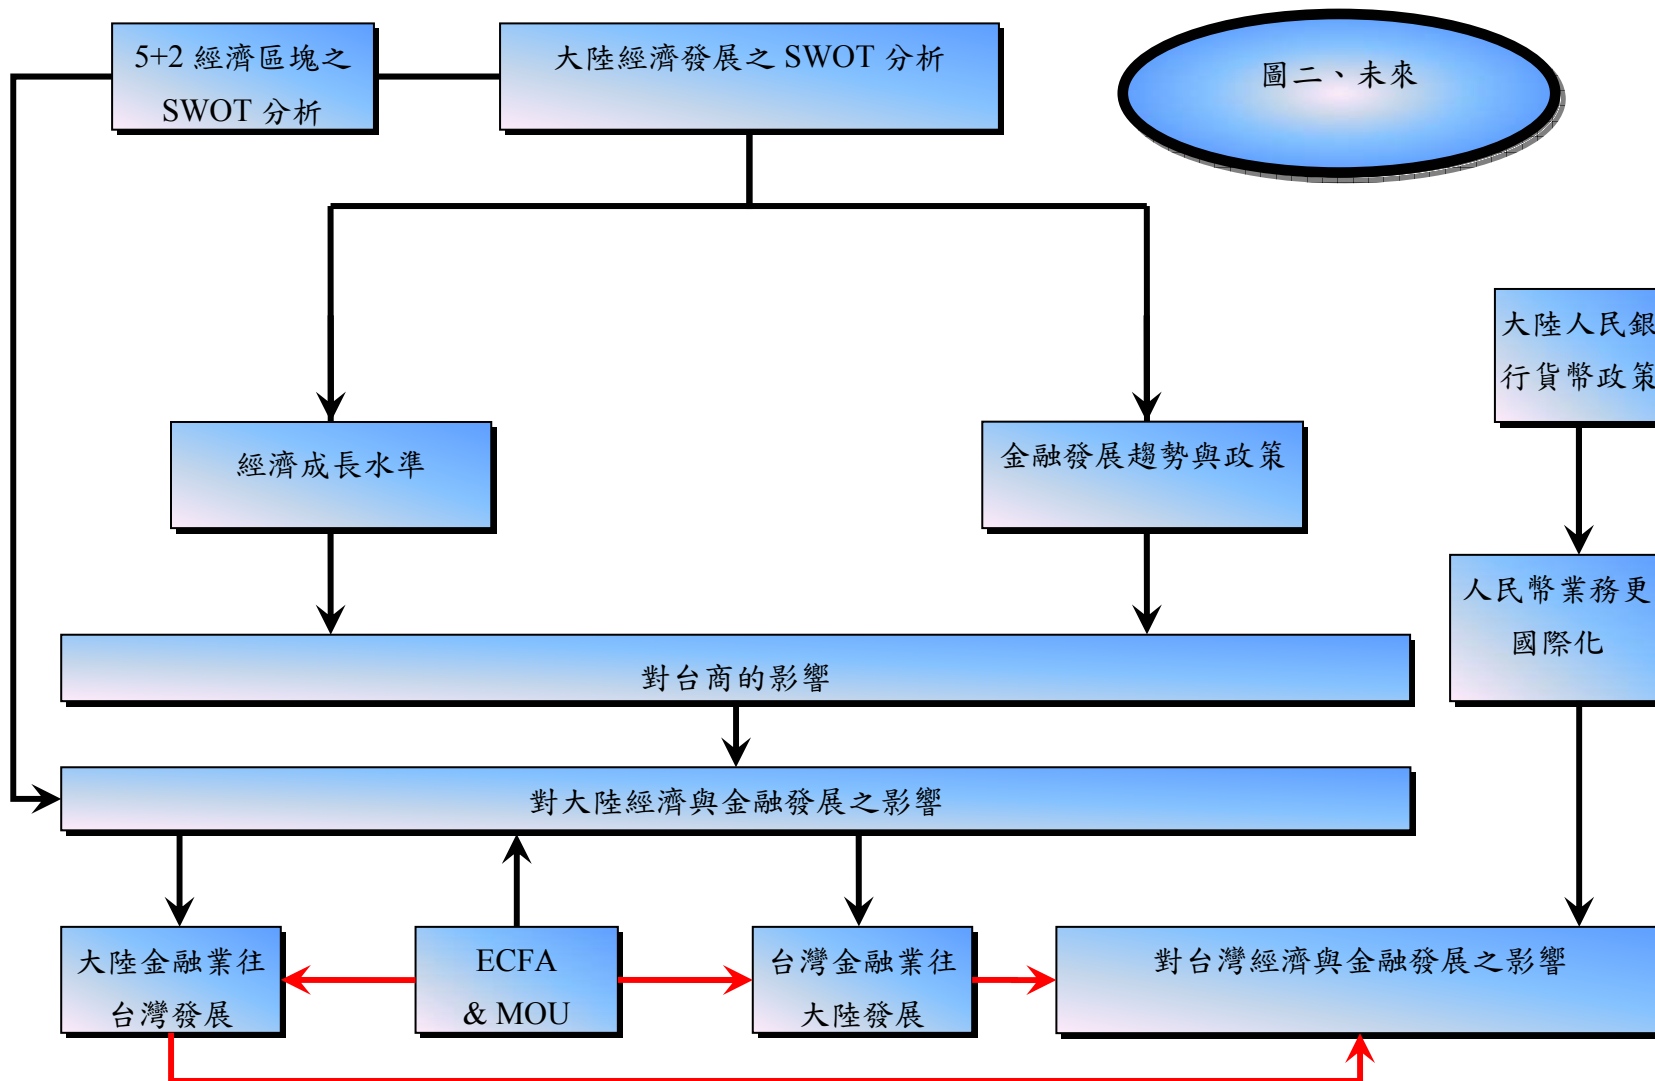 5+2 經濟區塊之
SWOT 分析
大陸經濟發展之 SWOT 分析
圖二、未來
大陸人民銀
行貨幣政策
經濟成長水準
金融發展趨勢與政策
人民幣業務更
國際化
對台商的影響
對大陸經濟與金融發展之影響
大陸金融業往
台灣發展
ECFA
& MOU
台灣金融業往
大陸發展
對台灣經濟與金融發展之影響